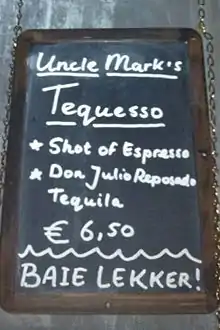 Uncle Mark's
Tequesso
★ Shot of Espresso
★ Don Julio Reposado
Tequila
€ 6,50
BAIE LEKKER!